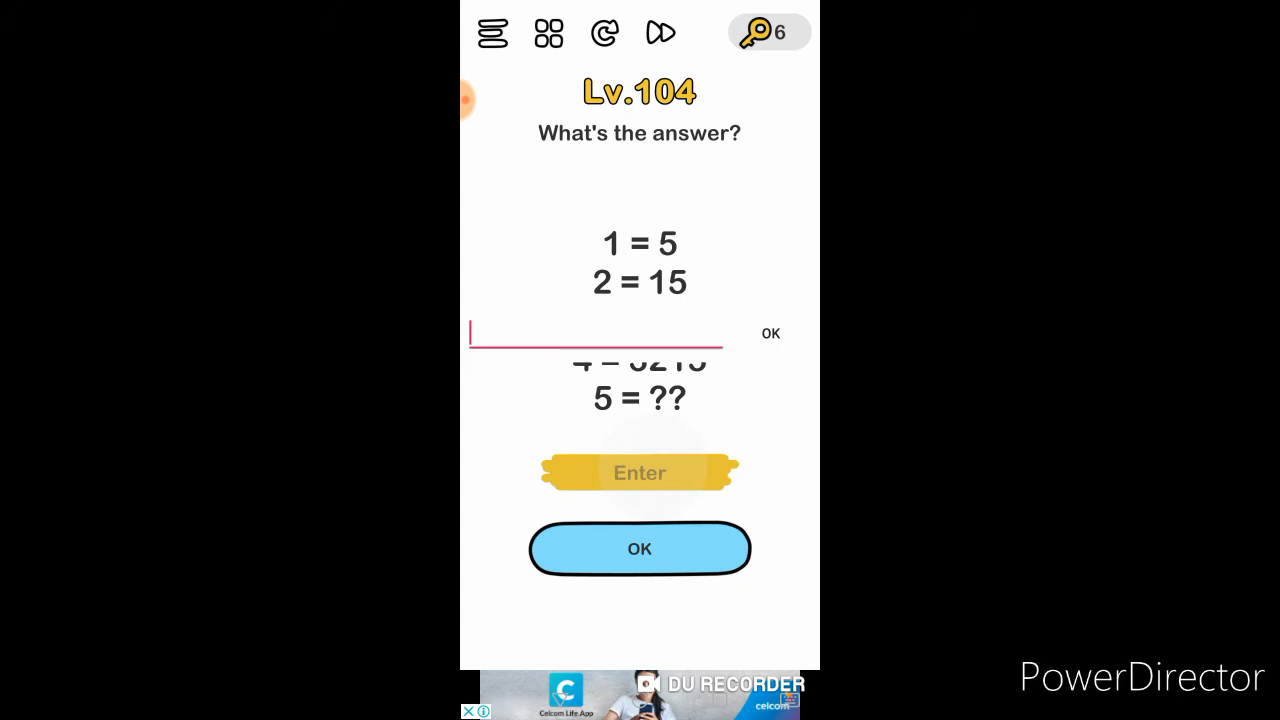 6
Lv.104
What's the answer?
1 = 5
2 = 15
OK
5 = ??
Enter
OK
PowerDirector
DU RECORDER
Celcom Life App
celcom